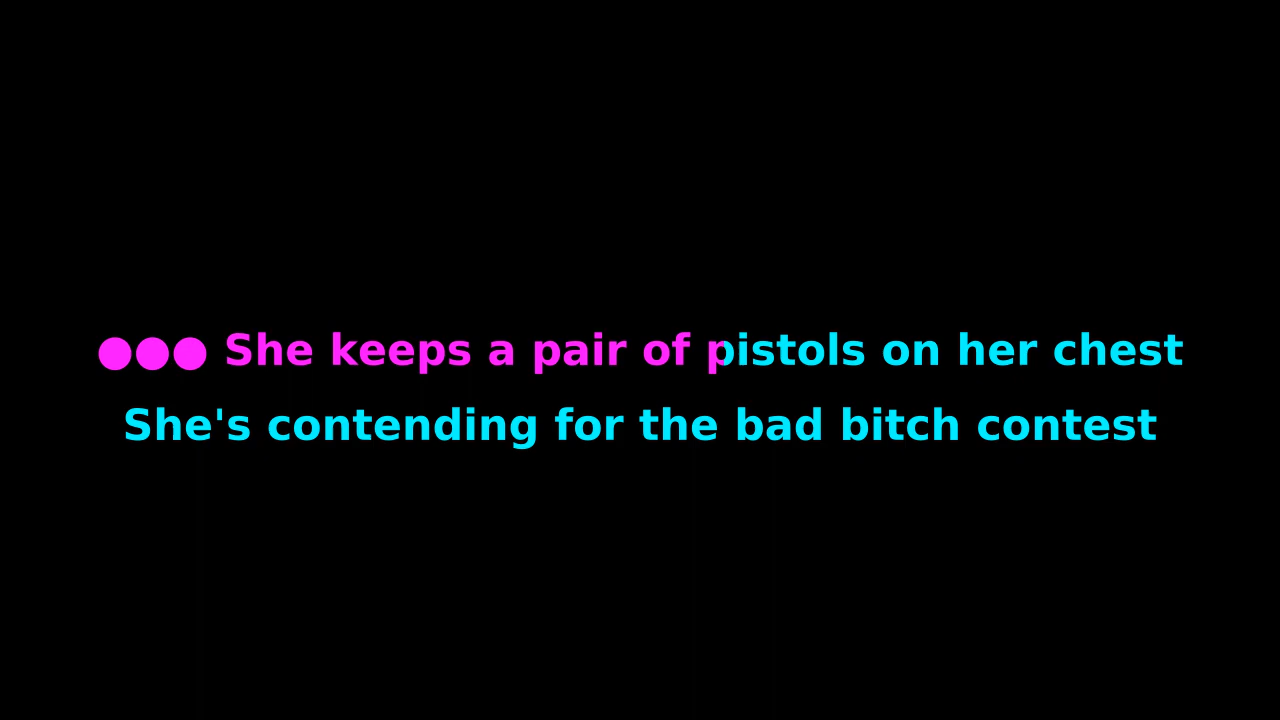 ●●● She keeps a pair of pistols on her chest
She's contending for the bad bitch contest